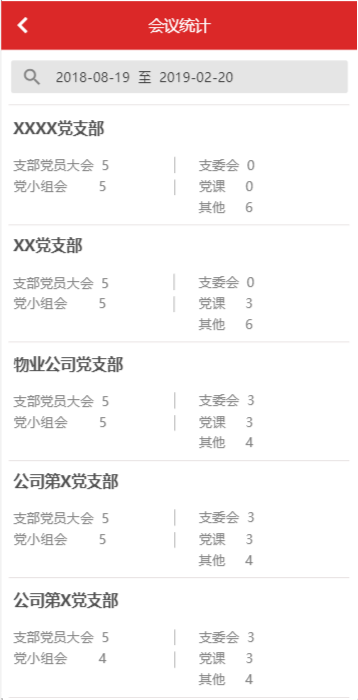 会议统计
2018-08-19 至 2019-02-20
XXXX党支部
支部党员大会 5 支委会 0
党小组会 5 党课 0
其他 6
XX党支部
支部党员大会 5 支委会 0
党小组会 5 党课 3
其他 6
物业公司党支部
支部党员大会 5 支委会 3
党小组会 5 党课 3
其他 4
公司第X党支部
支部党员大会 5 支委会 3
党小组会 5 党课 3
其他 4
公司第X党支部
支部党员大会 5 支委会 3
党小组会 4 党课 3
其他 4